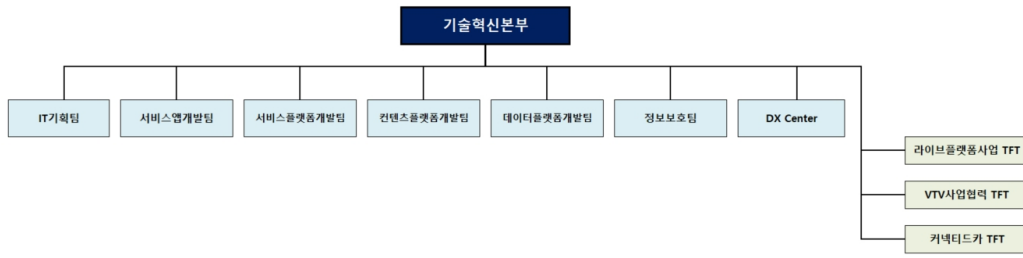 기술혁신본부
IT기획팀
서비스앱개발팀
서비스플랫폼개발팀
컨텐츠플랫폼개발팀
데이터플랫폼개발팀
정보보호팀
DX Center
라이브플랫폼사업 TFT
VTV사업협력 TFT
커넥티드카 TFT